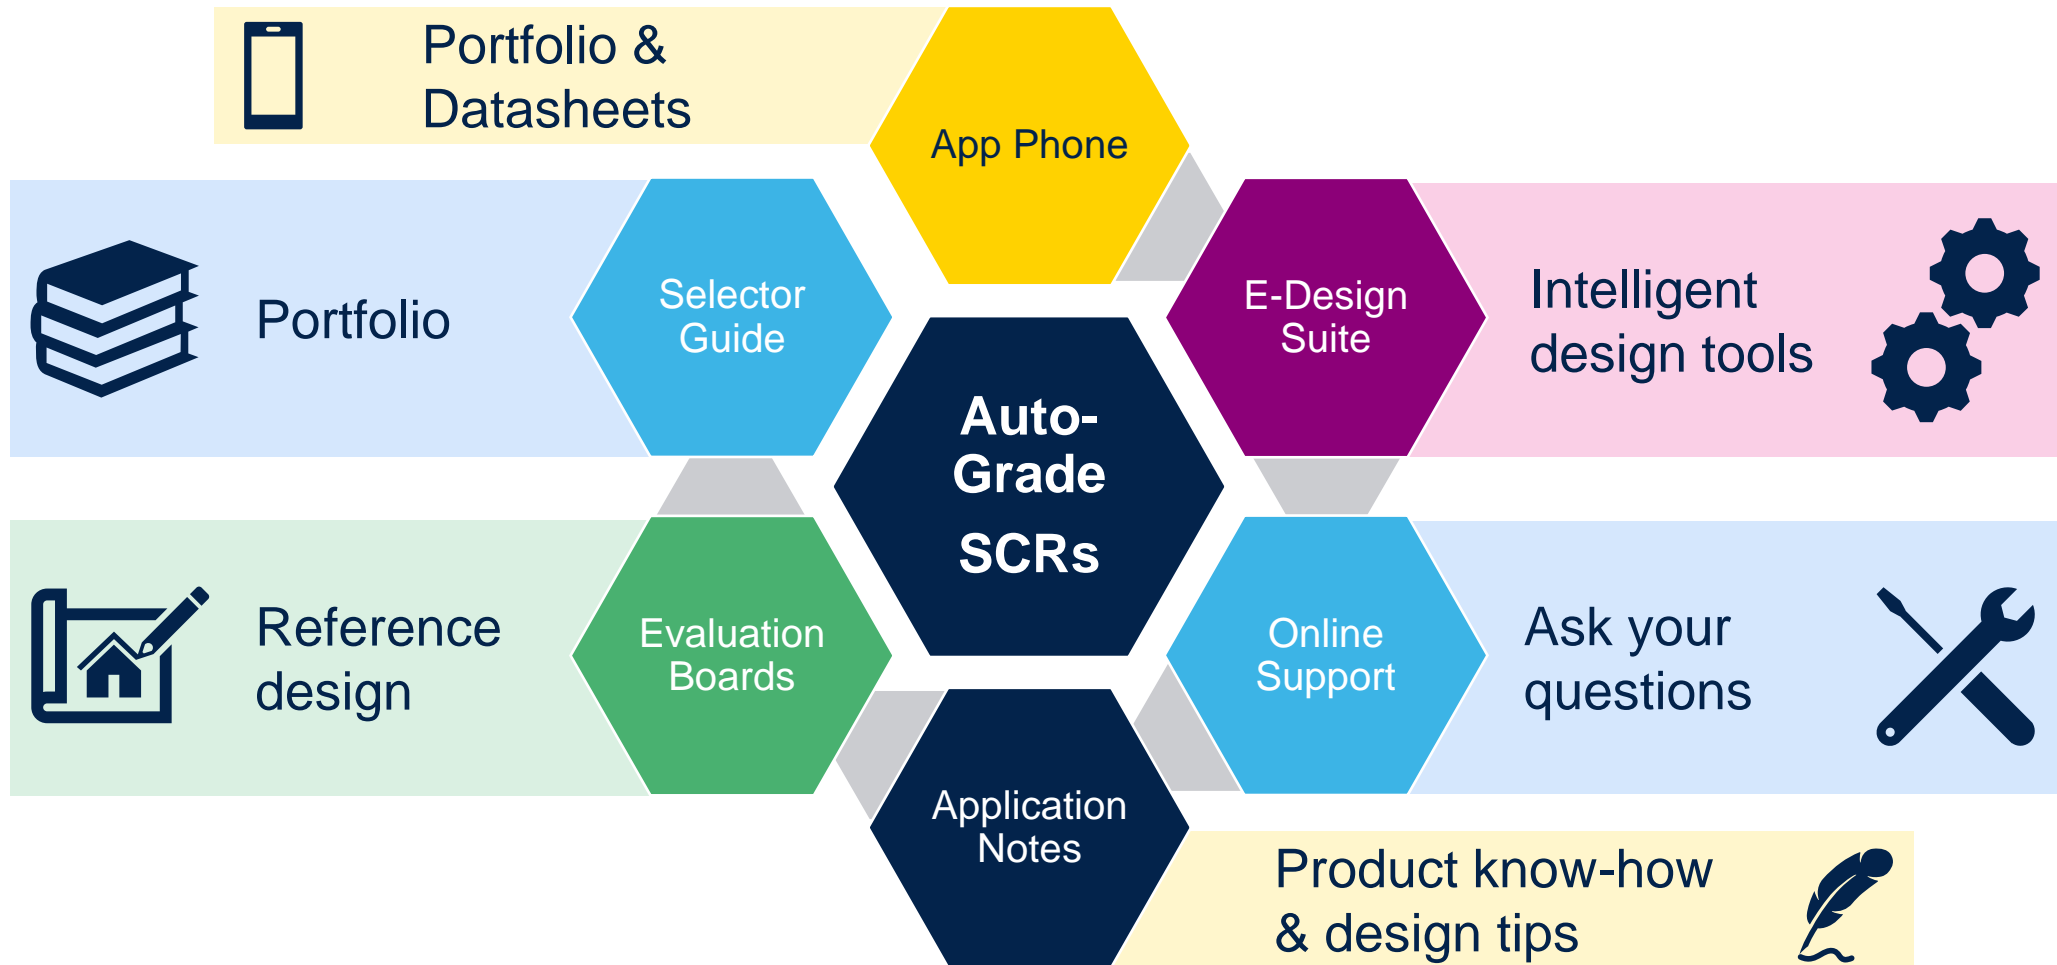 Portfolio &
Datasheets
App Phone
Portfolio
Selector
Guide
E-Design
Suite
Intelligent
design tools
Auto-
Grade
SCRs
Reference
design
Evaluation
Boards
Online
Support
Ask your
questions
Application
Notes
Product know-how
& design tips